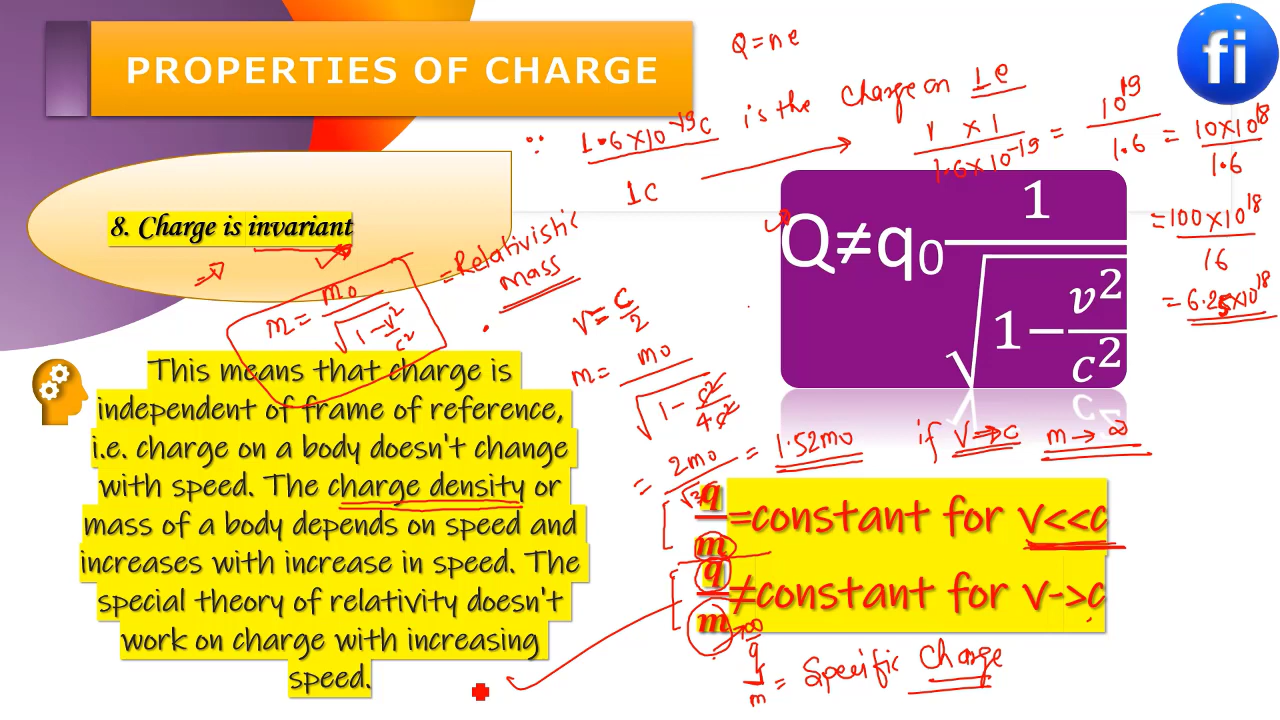 PROPERTIES OF CHARGE
fi
Q = ne
∵ 1.6×10⁻¹⁹C is the charge on 1e
1C → 1 × 1 / 1.6×10⁻¹⁹ = 10¹⁹ / 1.6 = 10×10¹⁸ / 1.6
= 100×10¹⁸ / 16
= 6.25×10¹⁸
8. Charge is invariant
m = m₀ / √(1 − v²/c²)
= Relativistic
mass
Q≠q₀ 1 / √(1 − v²/c²)
v = c/2
m = m₀ / √(1 − c²/4c²)
= 2m₀ / √3 = 1.52m₀
if v → c m → ∞
This means that charge is
independent of frame of reference,
i.e. charge on a body doesn't change
with speed. The charge density or
mass of a body depends on speed and
increases with increase in speed. The
special theory of relativity doesn't
work on charge with increasing
speed.
q/m =constant for v<<c
q/m ≠constant for v->c
→∞
q/m = Specific Charge